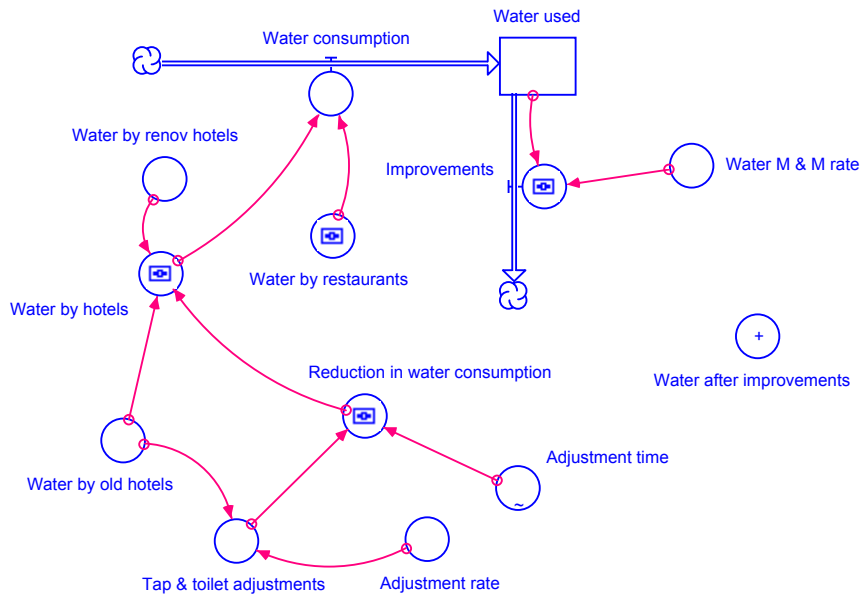 Water used
Water consumption
Water by renov hotels
Improvements
Water M & M rate
Water by restaurants
Water by hotels
+
Reduction in water consumption
Water after improvements
Adjustment time
Water by old hotels
~
Tap & toilet adjustments
Adjustment rate